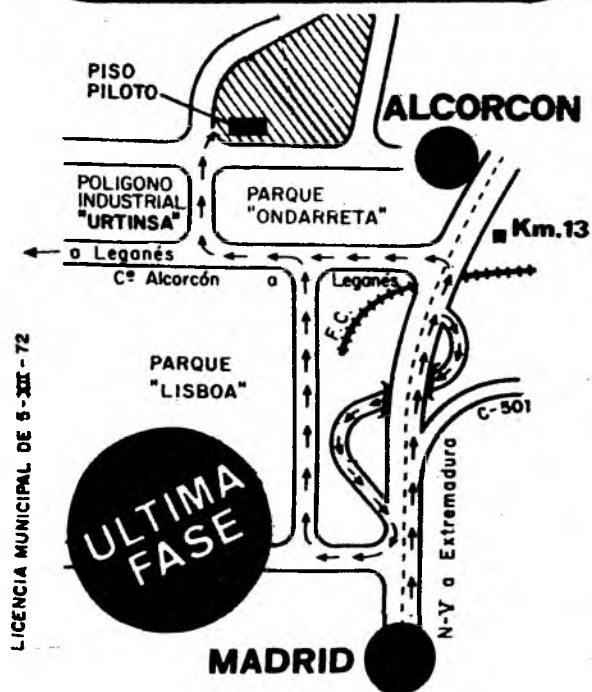 PISO
PILOTO
ALCORCON
POLIGONO
INDUSTRIAL
"URTINSA"
PARQUE
"ONDARRETA"
Km.13
a Leganés
Cº Alcorcón a Leganés
F.C.
PARQUE
"LISBOA"
C-501
ULTIMA
FASE
N-V a Extremadura
MADRID
LICENCIA MUNICIPAL DE 5-XII-72